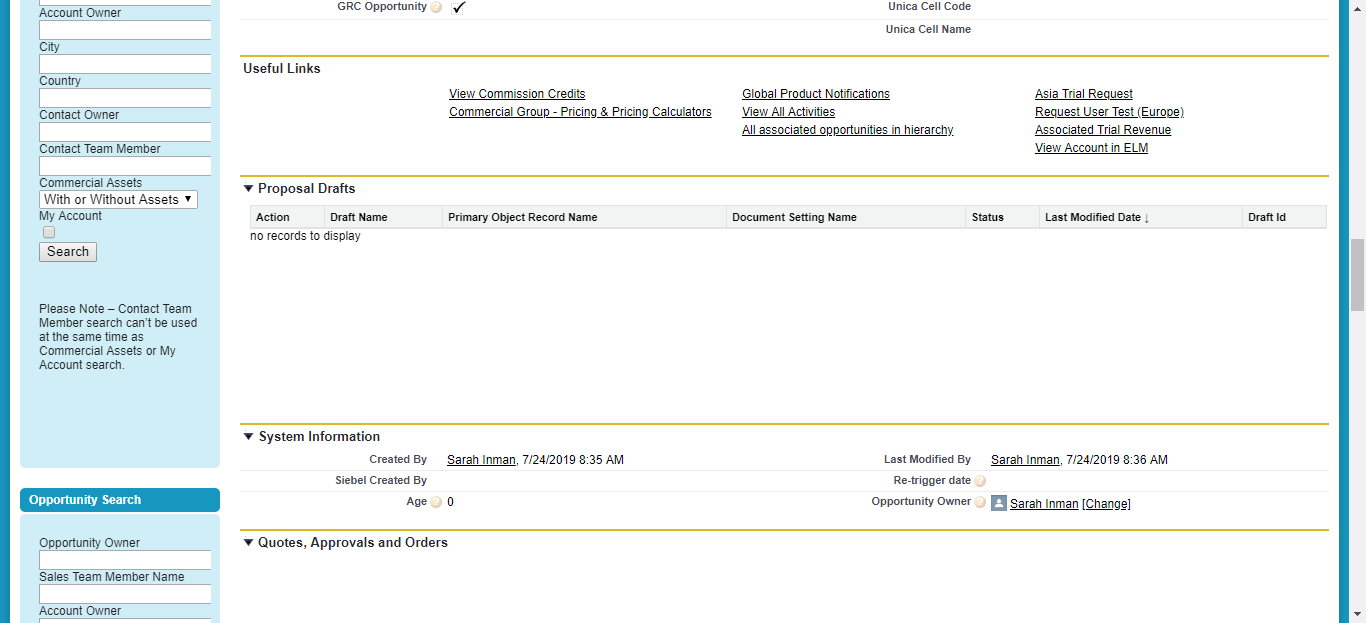 Account Owner
City
Country
Contact Owner
Contact Team Member
Commercial Assets
With or Without Assets
My Account
Search
Please Note – Contact Team
Member search can't be used
at the same time as
Commercial Assets or My
Account search.
Opportunity Search
Opportunity Owner
Sales Team Member Name
Account Owner
GRC Opportunity ? Unica Cell Code
Unica Cell Name
Useful Links
View Commission Credits Global Product Notifications Asia Trial Request
Commercial Group - Pricing & Pricing Calculators View All Activities Request User Test (Europe)
All associated opportunities in hierarchy Associated Trial Revenue
View Account in ELM
Proposal Drafts
Action Draft Name Primary Object Record Name Document Setting Name Status Last Modified Date ↓ Draft Id
no records to display
System Information
Created By Sarah Inman, 7/24/2019 8:35 AM Last Modified By Sarah Inman, 7/24/2019 8:36 AM
Siebel Created By Re-trigger date ?
Age ? 0 Opportunity Owner ? Sarah Inman [Change]
Quotes, Approvals and Orders